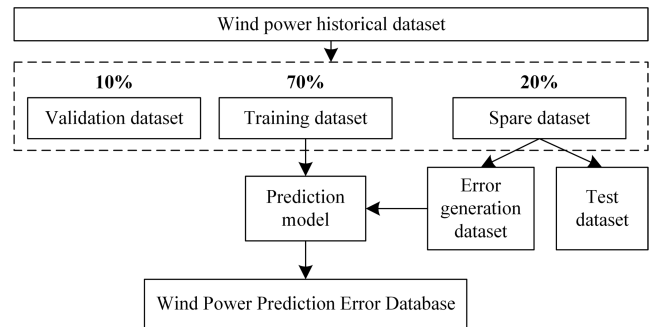 Wind power historical dataset
10%
70%
20%
Validation dataset
Training dataset
Spare dataset
Prediction
model
Error
generation
dataset
Test
dataset
Wind Power Prediction Error Database